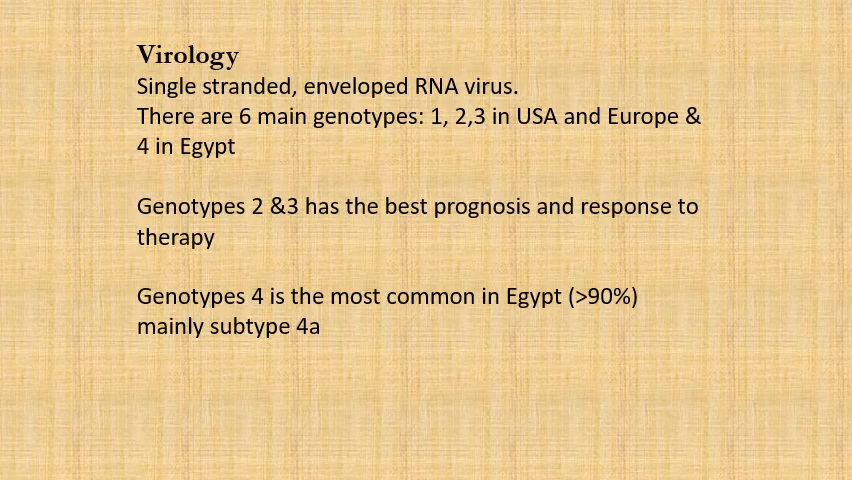 Virology
Single stranded, enveloped RNA virus.
There are 6 main genotypes: 1, 2,3 in USA and Europe &
4 in Egypt
Genotypes 2 &3 has the best prognosis and response to
therapy
Genotypes 4 is the most common in Egypt (>90%)
mainly subtype 4a